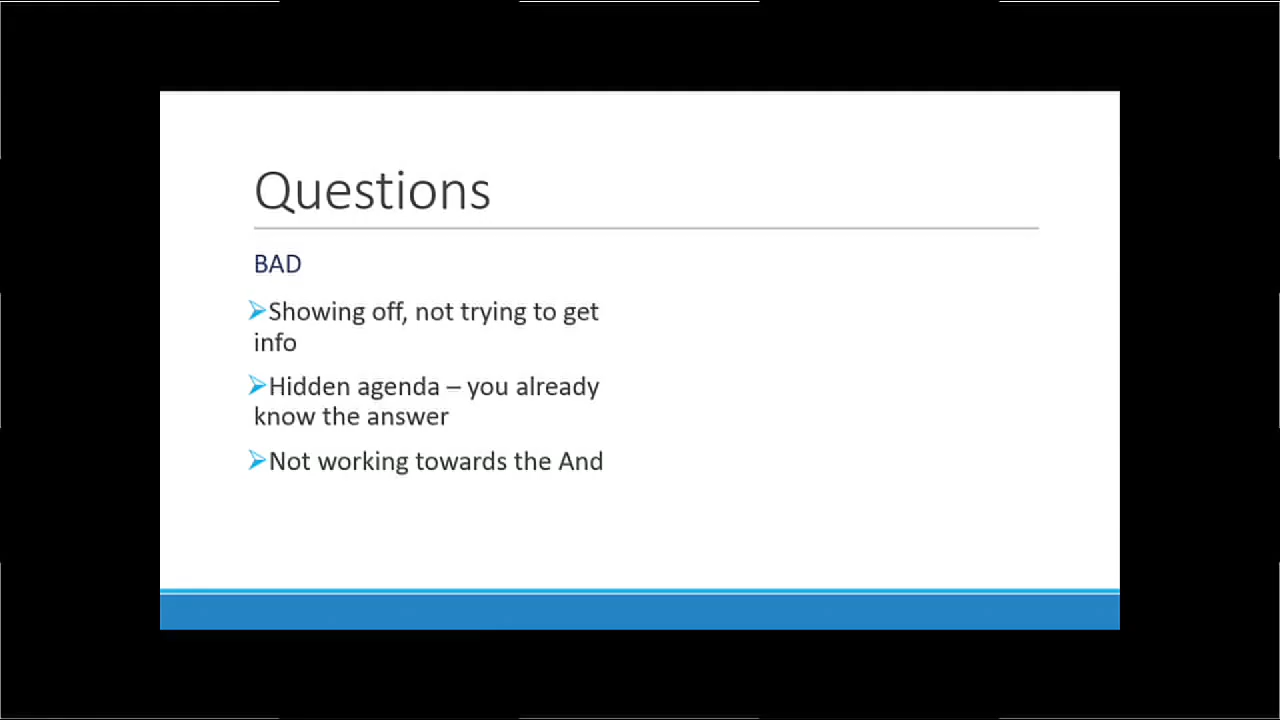 Questions
BAD
➢Showing off, not trying to get
info
➢Hidden agenda – you already
know the answer
➢Not working towards the And